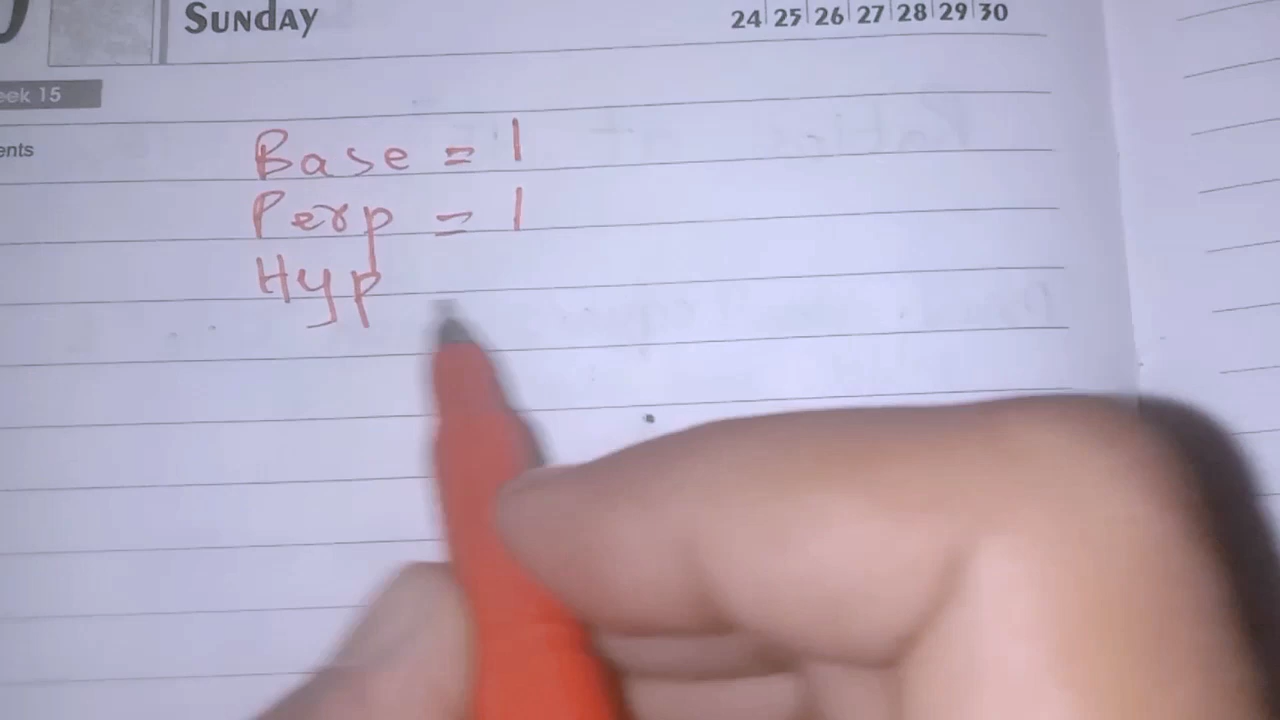 SUNday
24 25 26 27 28 29 30
eek 15
ents
Base = 1
Perp = 1
Hyp